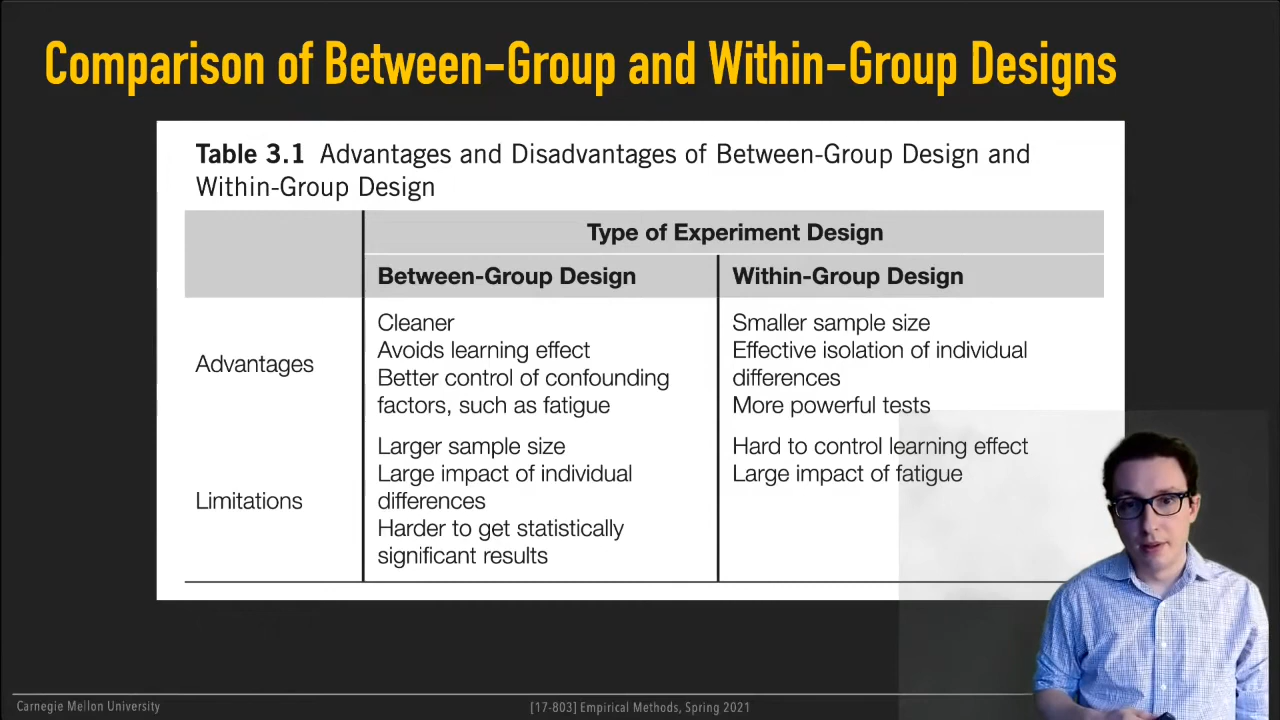 Comparison of Between-Group and Within-Group Designs
Table 3.1 Advantages and Disadvantages of Between-Group Design and
Within-Group Design
Type of Experiment Design
Between-Group Design Within-Group Design
Advantages
Cleaner
Avoids learning effect
Better control of confounding
factors, such as fatigue
Smaller sample size
Effective isolation of individual
differences
More powerful tests
Limitations
Larger sample size
Large impact of individual
differences
Harder to get statistically
significant results
Hard to control learning effect
Large impact of fatigue
Carnegie Mellon University
[17-803] Empirical Methods, Spring 2021